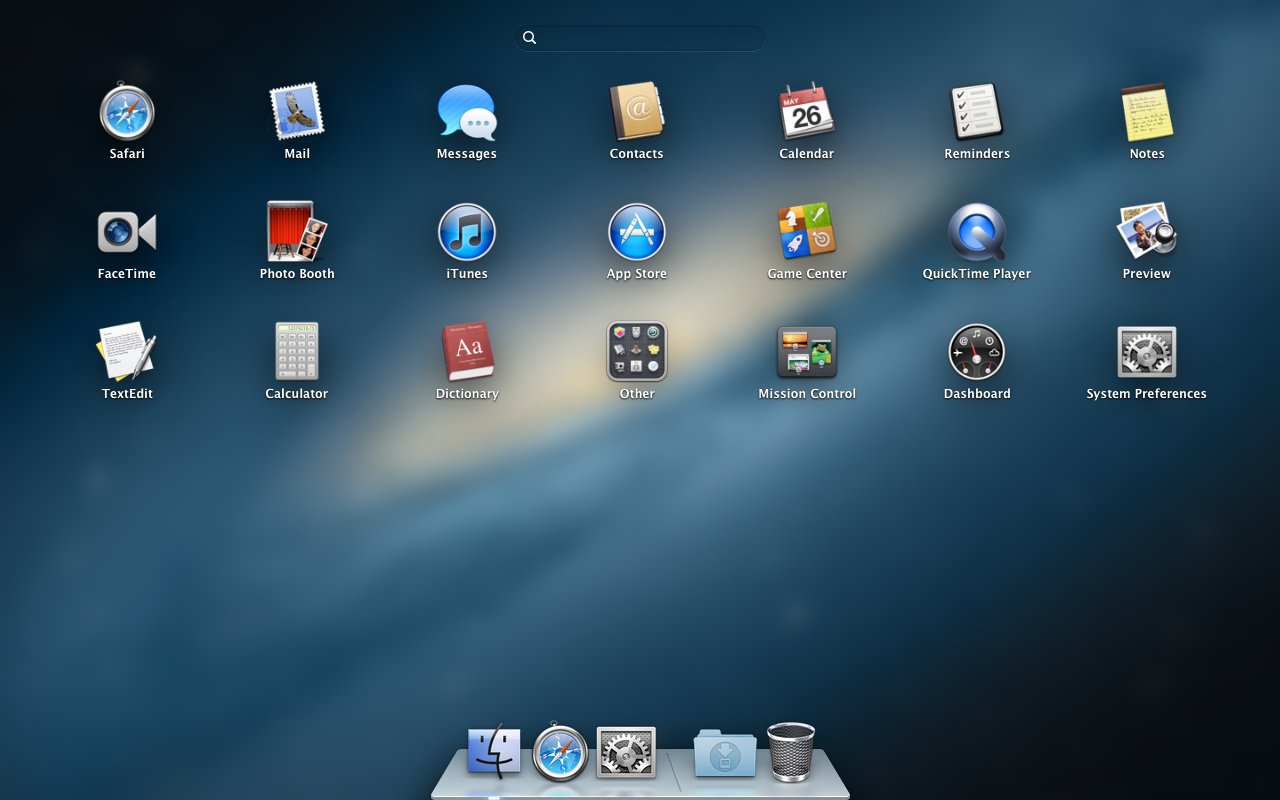 Safari
Mail
Messages
Contacts
MAY
26
Calendar
Reminders
Notes
FaceTime
Photo Booth
iTunes
App Store
Game Center
QuickTime Player
Preview
TextEdit
Calculator
Aa
Dictionary
Other
Mission Control
Dashboard
System Preferences